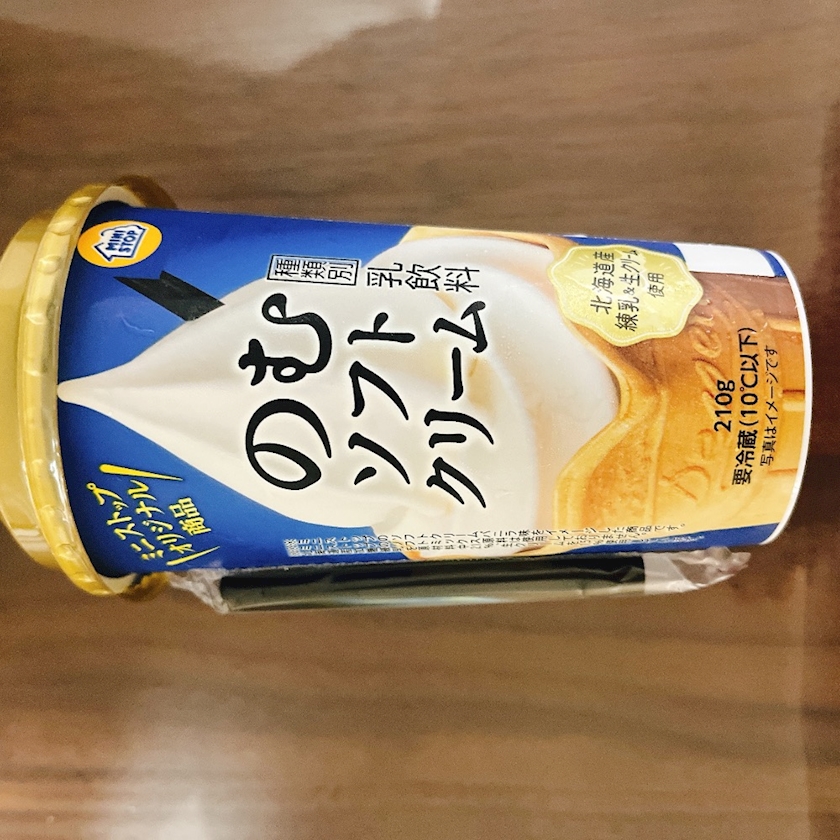 MINI
STOP
ミニストップ
オリジナル
商品
種類別
乳飲料
のむ
ソフト
クリーム
北海道産
練乳&生クリーム
使用
210g
要冷蔵(10℃以下)
写真はイメージです